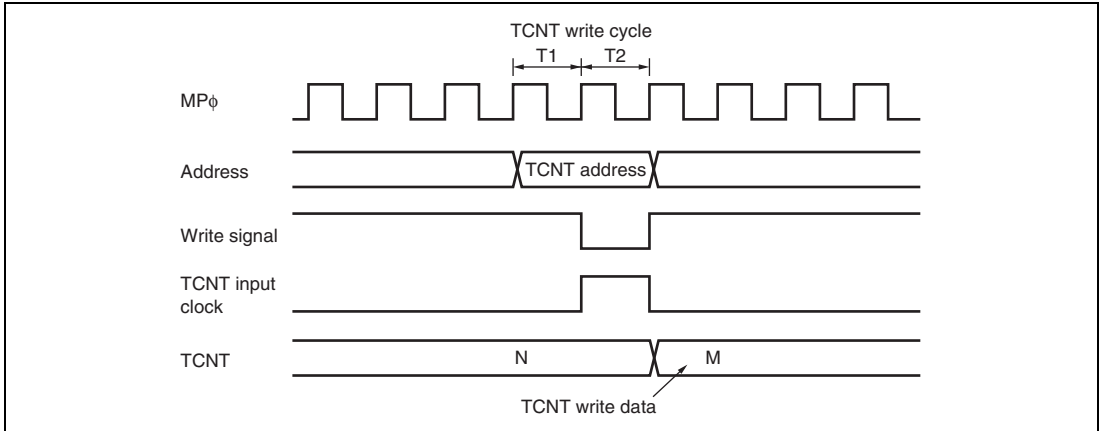 TCNT write cycle
T1 T2
MPϕ
Address
TCNT address
Write signal
TCNT input
clock
TCNT
N
M
TCNT write data